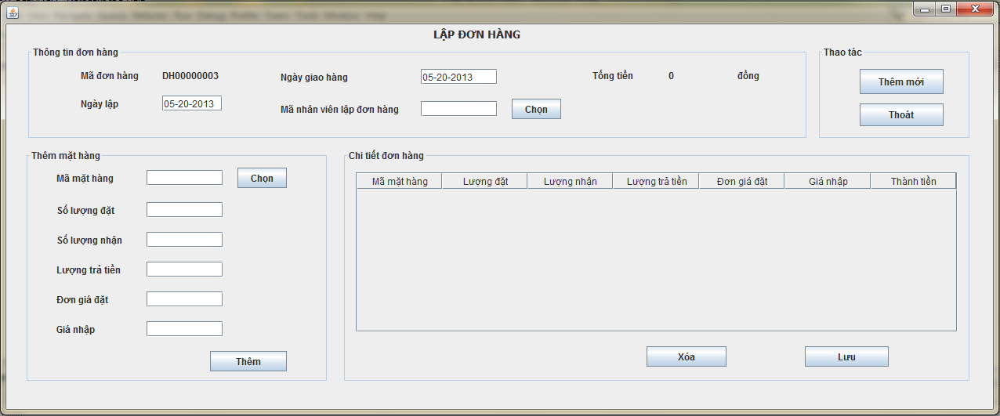 LẬP ĐƠN HÀNG
Thông tin đơn hàng
Mã đơn hàng DH00000003 Ngày giao hàng 05-20-2013 Tổng tiền 0 đồng
Ngày lập 05-20-2013 Mã nhân viên lập đơn hàng Chọn
Thao tác
Thêm mới
Thoát
Thêm mặt hàng
Mã mặt hàng Chọn
Số lượng đặt
Số lượng nhận
Lượng trả tiền
Đơn giá đặt
Giá nhập
Thêm
Chi tiết đơn hàng
Mã mặt hàng Lượng đặt Lượng nhận Lượng trả tiền Đơn giá đặt Giá nhập Thành tiền
Xóa Lưu